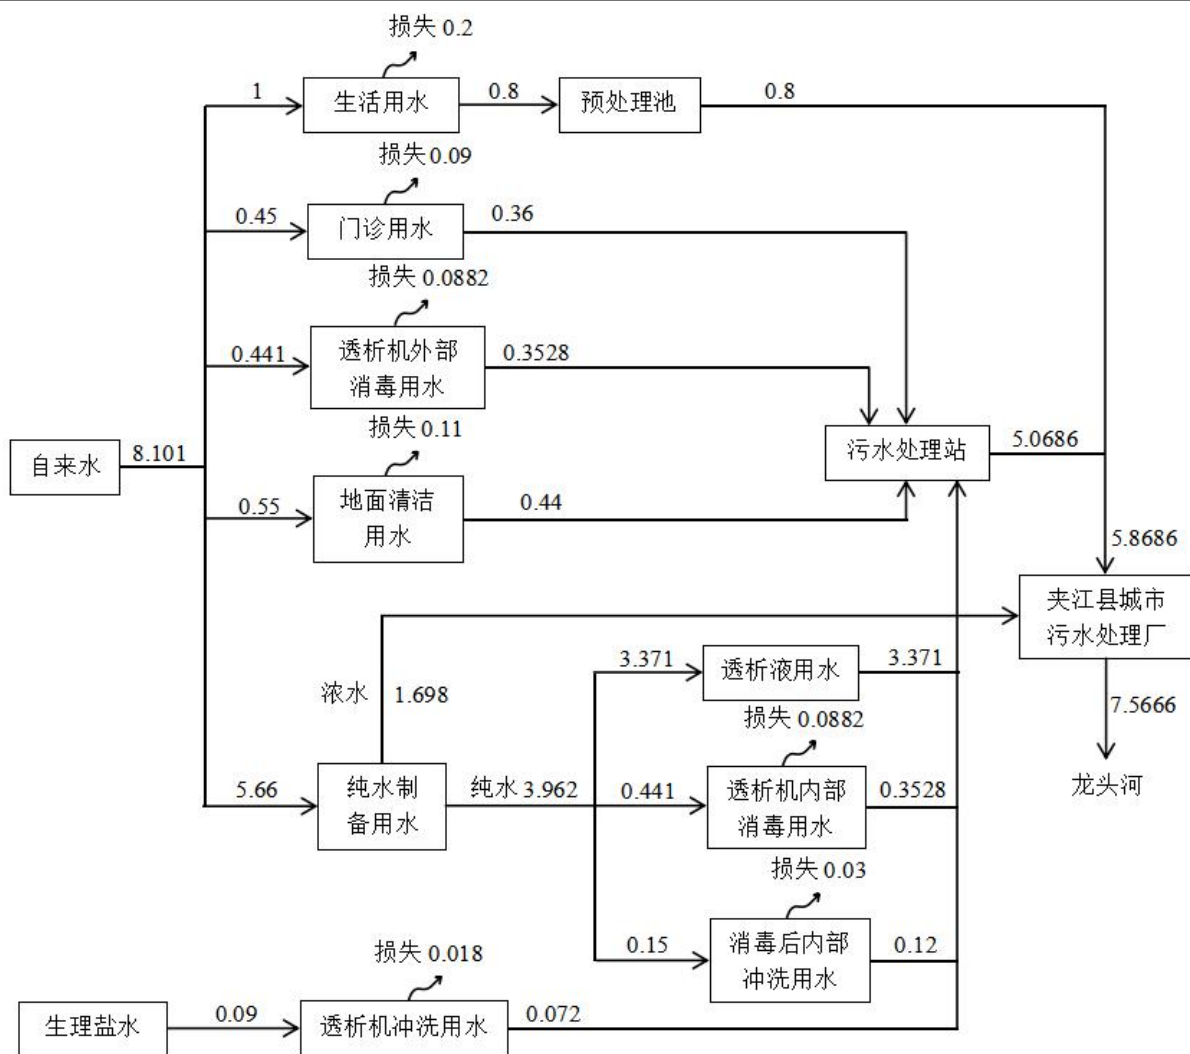 损失 0.2
1
生活用水
0.8
预处理池
0.8
损失 0.09
0.45
门诊用水
0.36
损失 0.0882
0.441
透析机外部
消毒用水
0.3528
损失 0.11
自来水
8.101
污水处理站
5.0686
0.55
地面清洁
用水
0.44
5.8686
夹江县城市
污水处理厂
3.371
透析液用水
3.371
浓水
1.698
7.5666
损失 0.0882
龙头河
5.66
纯水制
备用水
纯水 3.962
0.441
透析机内部
消毒用水
0.3528
损失 0.03
0.15
消毒后内部
冲洗用水
0.12
损失 0.018
生理盐水
0.09
透析机冲洗用水
0.072